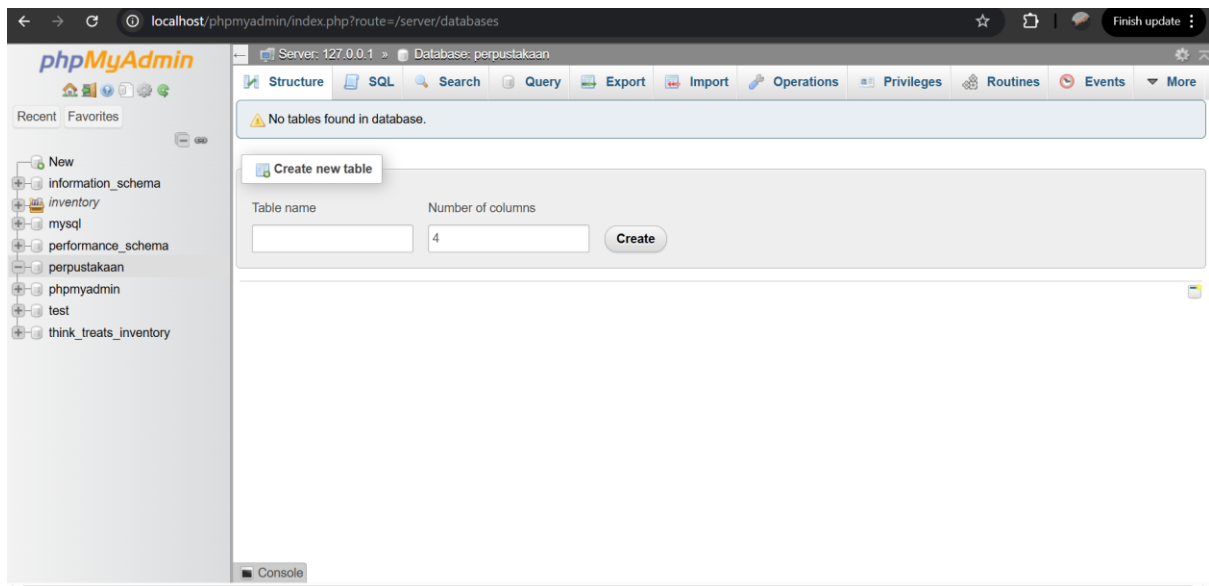 localhost/phpmyadmin/index.php?route=/server/databases
Finish update
phpMyAdmin
Recent Favorites
New
information_schema
inventory
mysql
performance_schema
perpustakaan
phpmyadmin
test
think_treats_inventory
Server: 127.0.0.1 » Database: perpustakaan
Structure SQL Search Query Export Import Operations Privileges Routines Events More
No tables found in database.
Create new table
Table name Number of columns
4 Create
Console